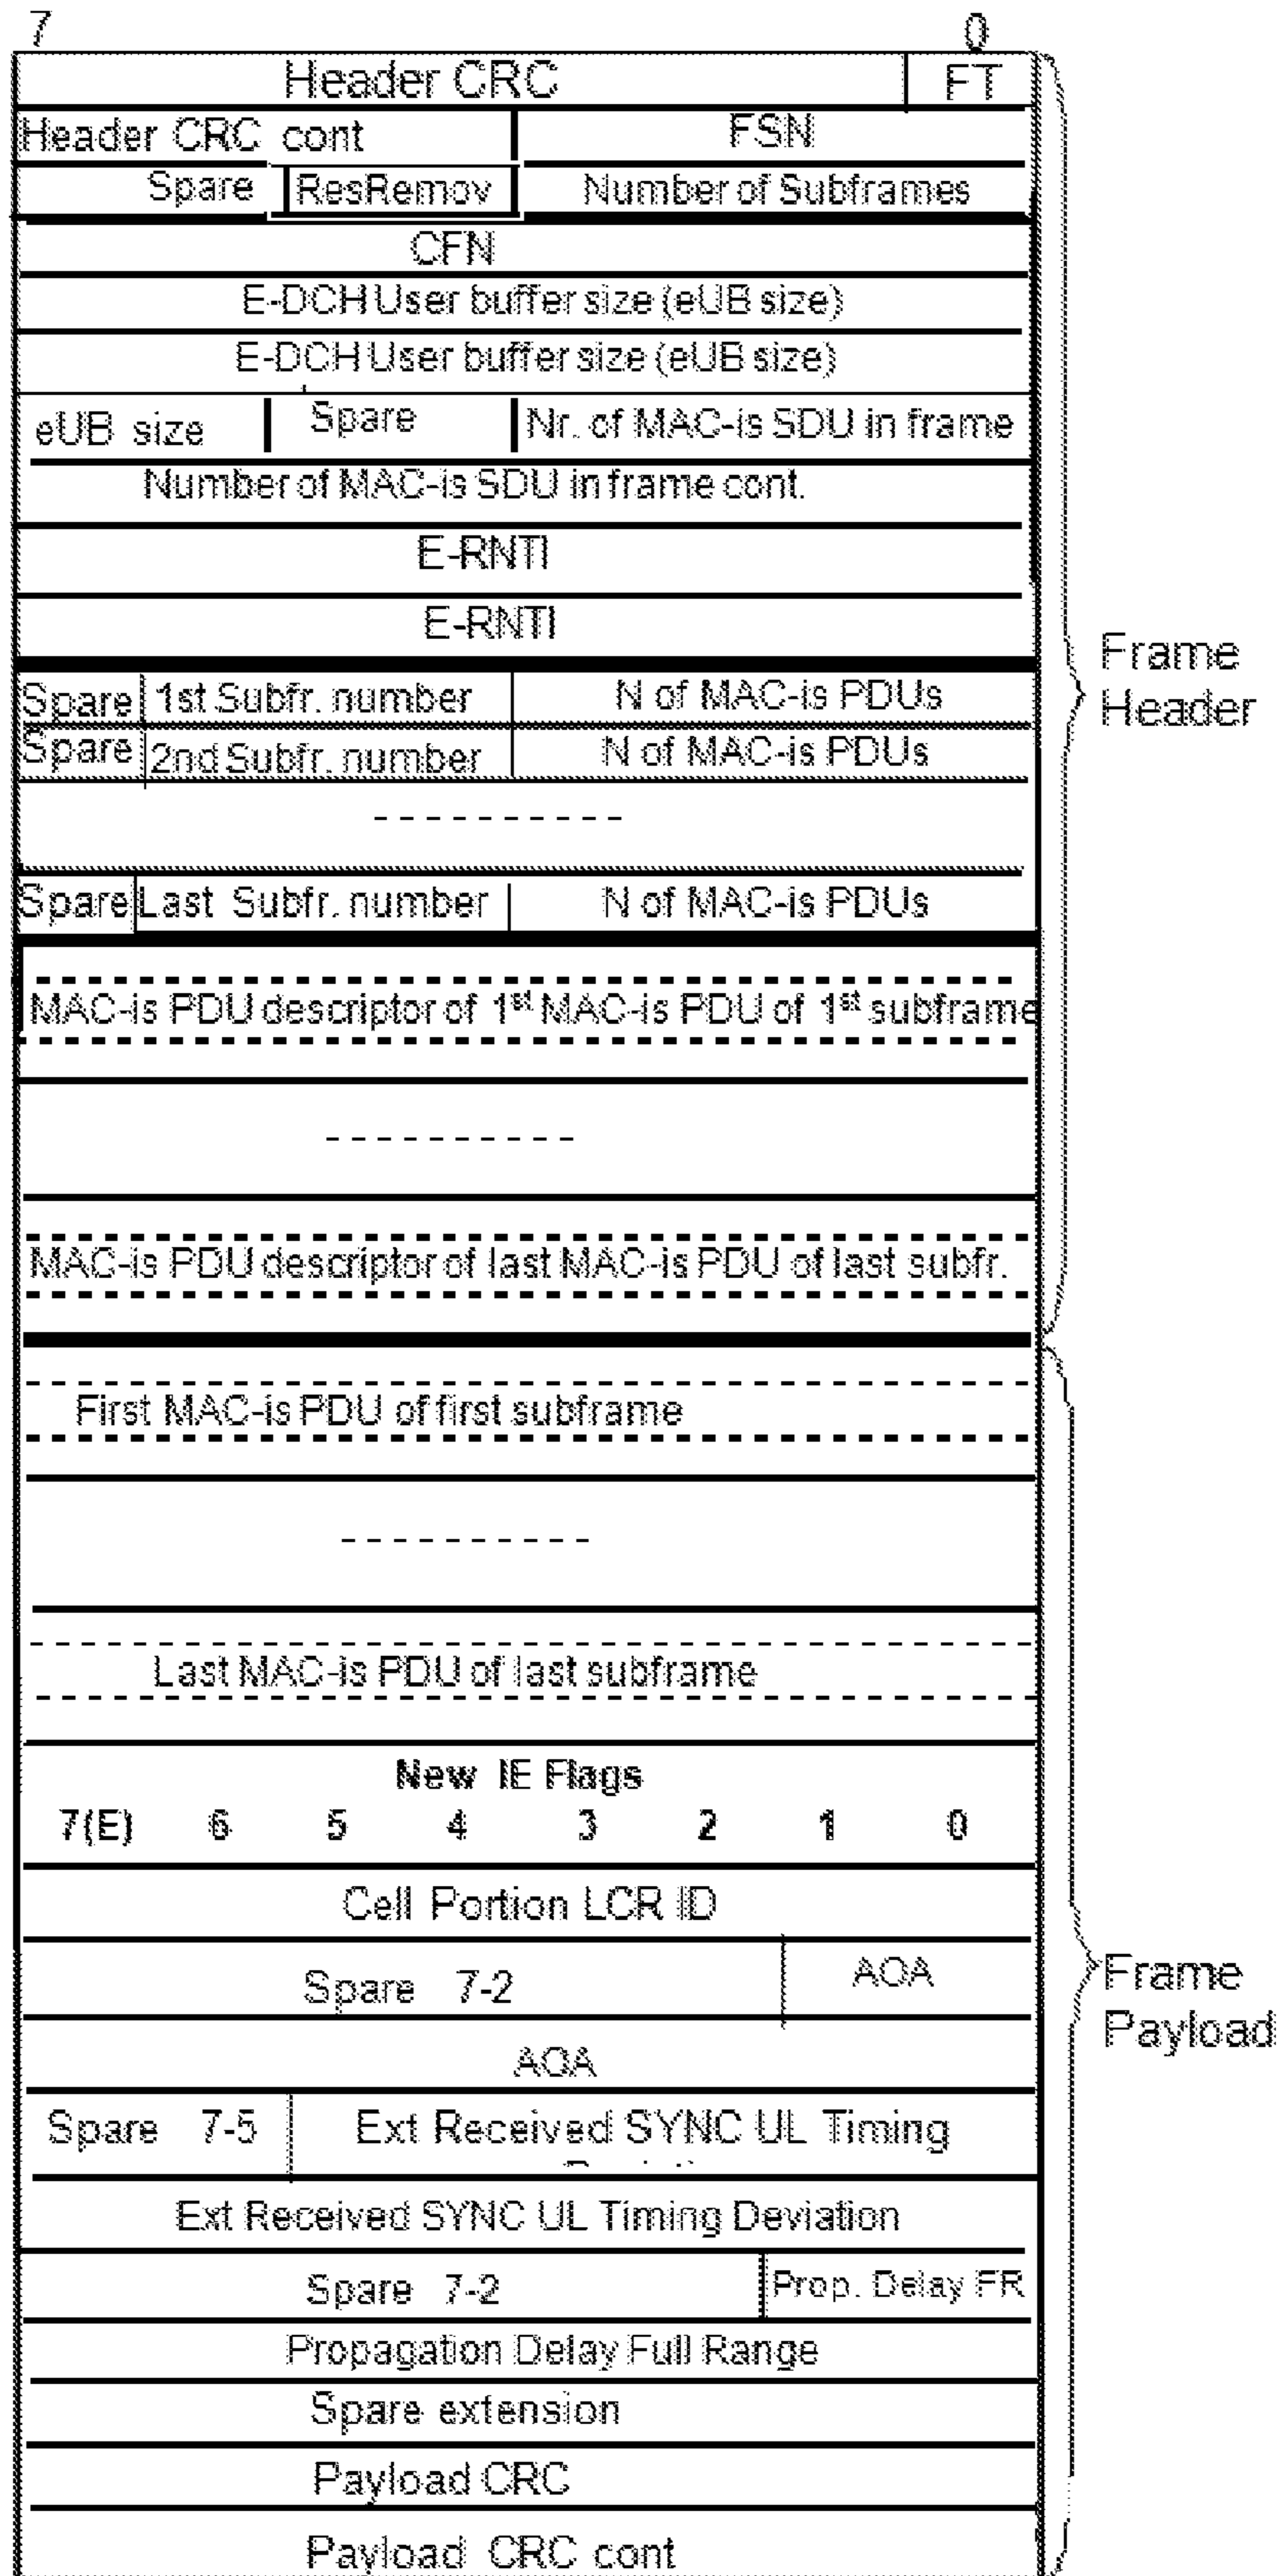 7 0
Header CRC FT
Header CRC cont FSN
Spare ResRemov Number of Subframes
CFN
E-DCH User buffer size (eUB size)
E-DCH User buffer size (eUB size)
eUB size Spare Nr. of MAC-is SDU in frame
Number of MAC-is SDU in frame cont.
E-RNTI
E-RNTI
Frame
Header
Spare 1st Subfr. number N of MAC-is PDUs
Spare 2nd Subfr. number N of MAC-is PDUs
Spare Last Subfr. number N of MAC-is PDUs
MAC-is PDU descriptor of 1st MAC-is PDU of 1st subframe
MAC-is PDU descriptor of last MAC-is PDU of last subfr.
First MAC-is PDU of first subframe
Last MAC-is PDU of last subframe
New IE Flags
7(E) 6 5 4 3 2 1 0
Cell Portion LCR ID
Spare 7-2 AOA
Frame
Payload
AOA
Spare 7-5 Ext Received SYNC UL Timing
Ext Received SYNC UL Timing Deviation
Spare 7-2 Prop. Delay FR
Propagation Delay Full Range
Spare extension
Payload CRC
Payload CRC cont